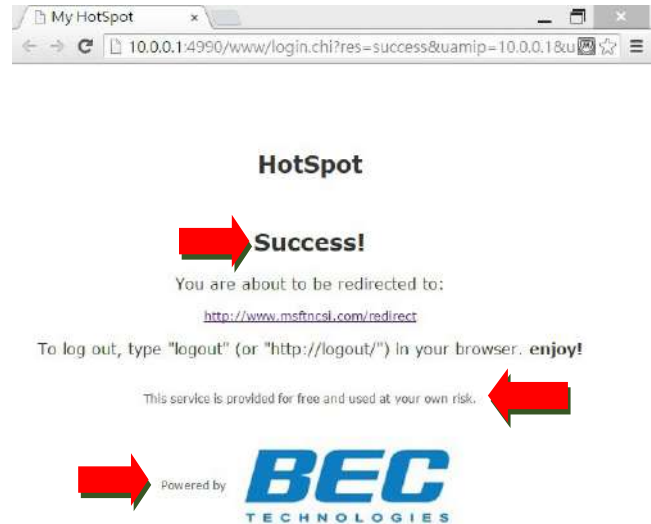 My HotSpot
10.0.0.1:4990/www/login.chi?res=success&uamip=10.0.0.1&u
HotSpot
Success!
You are about to be redirected to:
http://www.msftncsi.com/redirect
To log out, type "logout" (or "http://logout/") in your browser. enjoy!
This service is provided for free and used at your own risk.
Powered by
BEC
TECHNOLOGIES